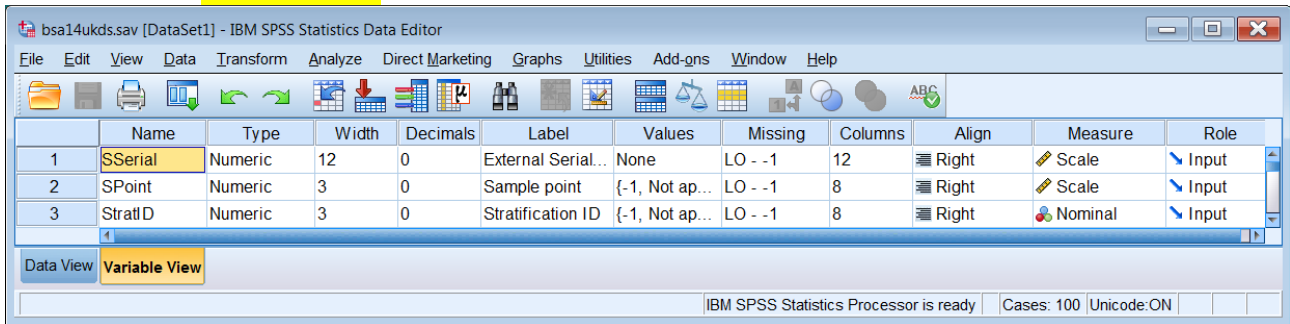 bsa14ukds.sav [DataSet1] - IBM SPSS Statistics Data Editor
File Edit View Data Transform Analyze Direct Marketing Graphs Utilities Add-ons Window Help
Name Type Width Decimals Label Values Missing Columns Align Measure Role
1 SSerial Numeric 12 0 External Serial... None LO - -1 12 Right Scale Input
2 SPoint Numeric 3 0 Sample point {-1, Not ap... LO - -1 8 Right Scale Input
3 StratID Numeric 3 0 Stratification ID {-1, Not ap... LO - -1 8 Right Nominal Input
Data View Variable View
IBM SPSS Statistics Processor is ready Cases: 100 Unicode:ON